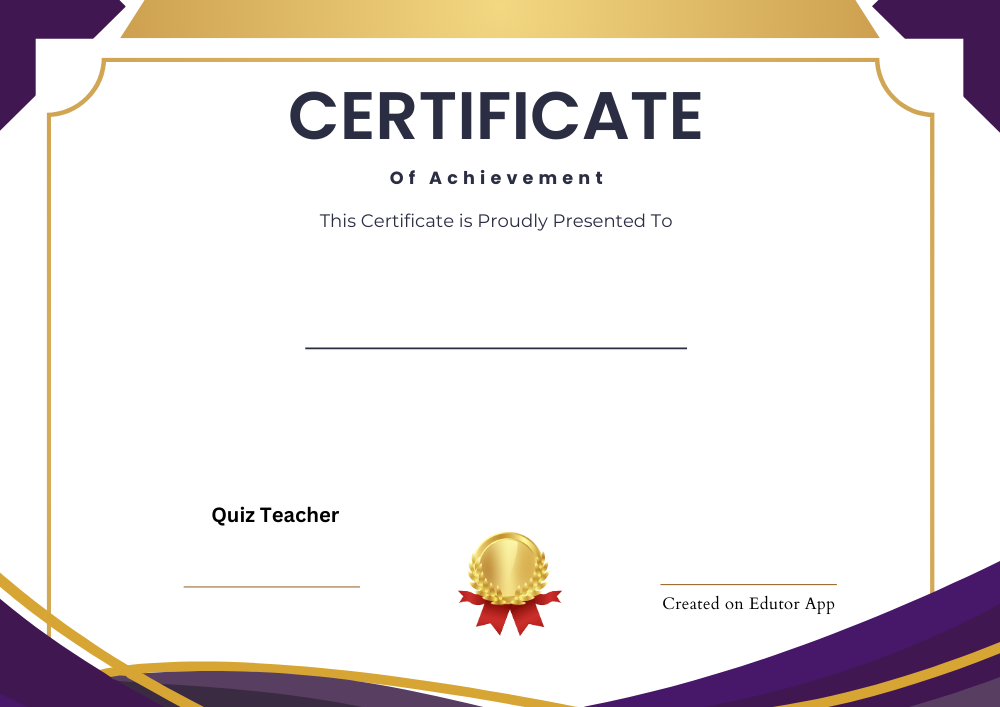 CERTIFICATE
Of Achievement
This Certificate is Proudly Presented To
Quiz Teacher
Created on Edutor App